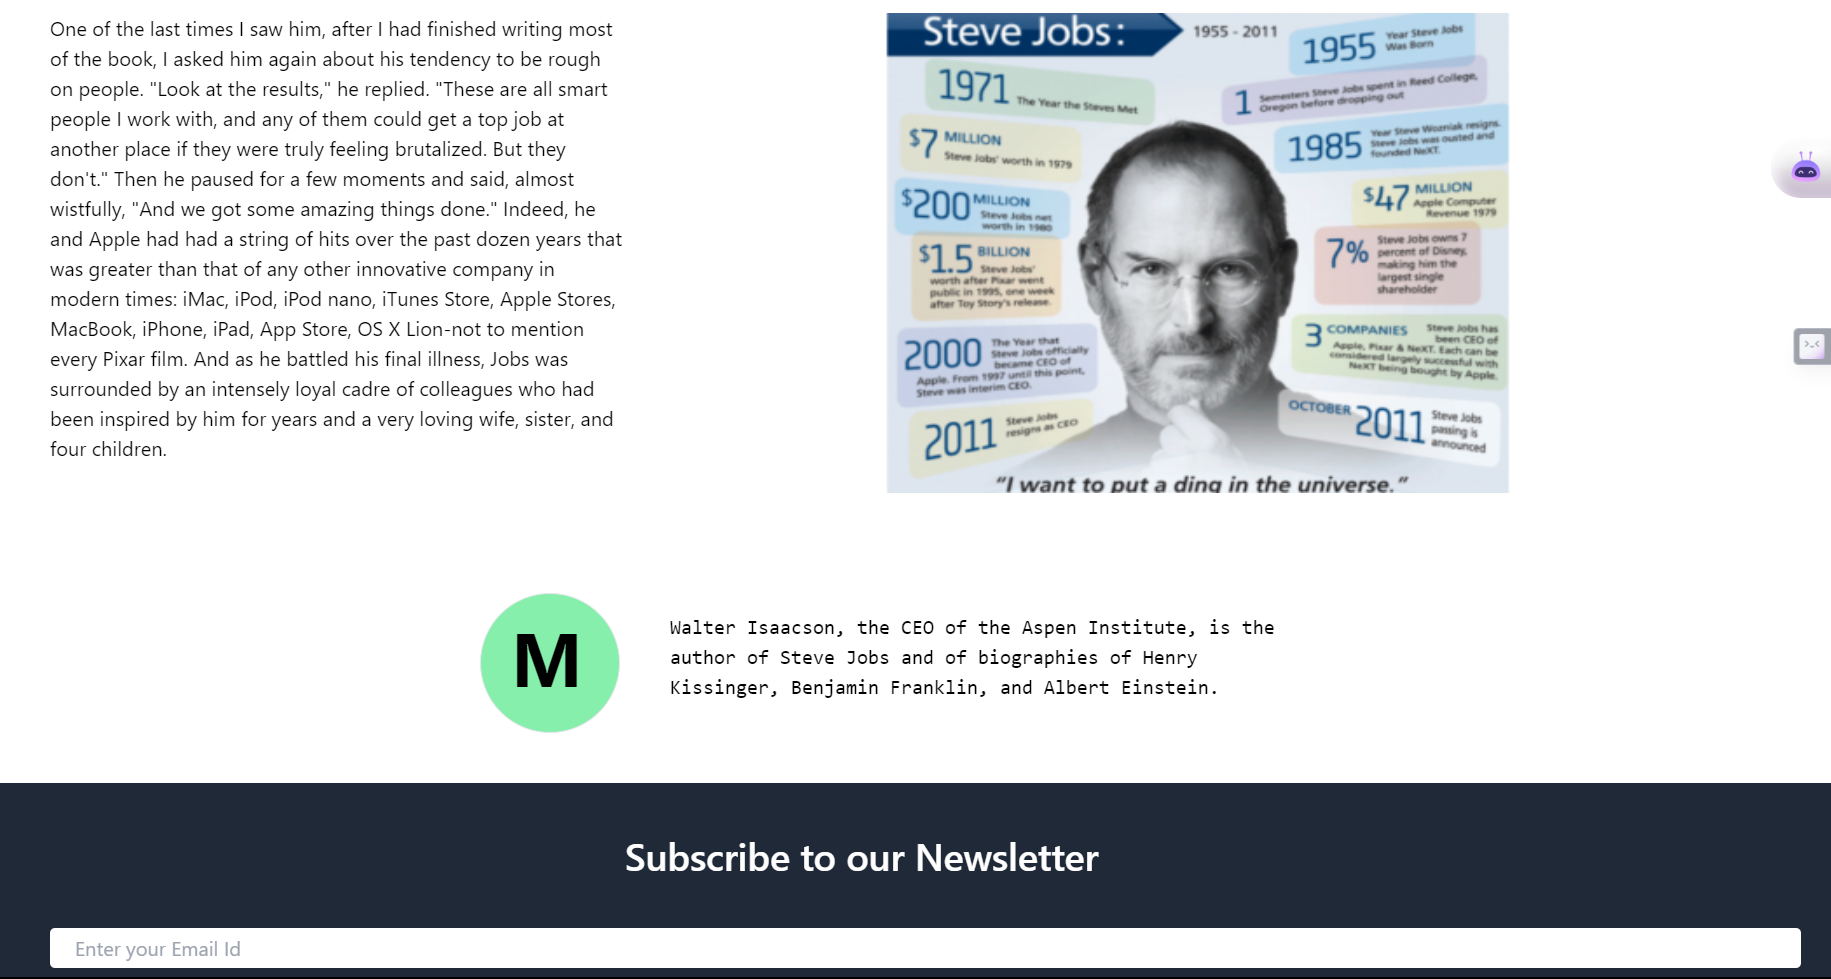 One of the last times I saw him, after I had finished writing most
of the book, I asked him again about his tendency to be rough
on people. "Look at the results," he replied. "These are all smart
people I work with, and any of them could get a top job at
another place if they were truly feeling brutalized. But they
don't." Then he paused for a few moments and said, almost
wistfully, "And we got some amazing things done." Indeed, he
and Apple had had a string of hits over the past dozen years that
was greater than that of any other innovative company in
modern times: iMac, iPod, iPod nano, iTunes Store, Apple Stores,
MacBook, iPhone, iPad, App Store, OS X Lion-not to mention
every Pixar film. And as he battled his final illness, Jobs was
surrounded by an intensely loyal cadre of colleagues who had
been inspired by him for years and a very loving wife, sister, and
four children.
Steve Jobs:
1955 - 2011
1971 The Year the Steves Met
$7 MILLION
Steve Jobs' worth in 1979
$200 MILLION
Steve Jobs net
worth in 1980
$1.5 BILLION
Steve Jobs'
worth after Pixar went
public in 1995, one week
after Toy Story's release.
2000 The Year that
Steve Jobs officially
became CEO of
Apple. From 1997 until this point,
Steve was interim CEO.
2011 Steve Jobs
resigns as CEO
1955 Year Steve Jobs
Was Born
1 Semesters Steve Jobs spent in Reed College,
Oregon before dropping out
1985 Year Steve Wozniak resigns.
Steve Jobs was ousted and
founded NeXT.
$47 MILLION
Apple Computer
Revenue 1979
7% Steve Jobs owns 7
percent of Disney,
making him the
largest single
shareholder
3 COMPANIES Steve Jobs has
been CEO of
Apple, Pixar & NeXT. Each can be
considered largely successful with
NeXT being bought by Apple.
OCTOBER 2011 Steve Jobs
passing is
announced
"I want to put a ding in the universe."
M
Walter Isaacson, the CEO of the Aspen Institute, is the
author of Steve Jobs and of biographies of Henry
Kissinger, Benjamin Franklin, and Albert Einstein.
Subscribe to our Newsletter
Enter your Email Id